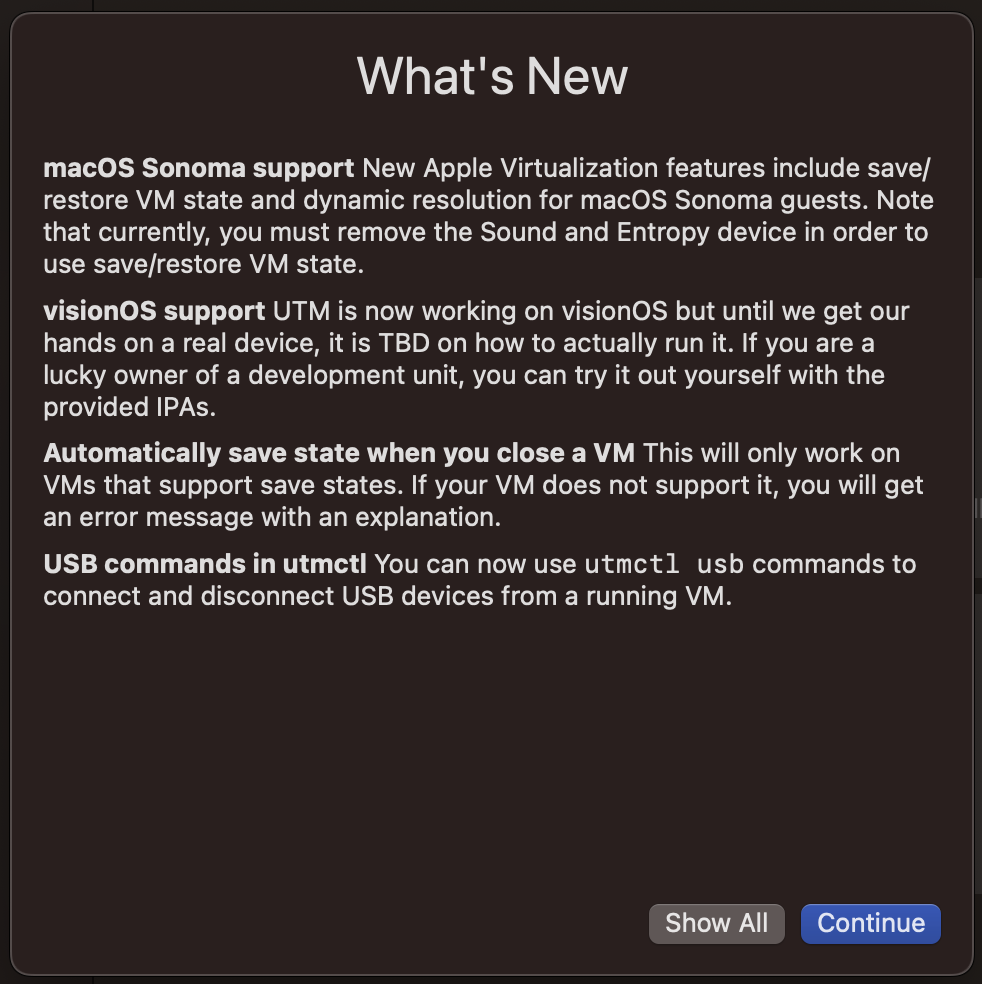 What's New
macOS Sonoma support New Apple Virtualization features include save/
restore VM state and dynamic resolution for macOS Sonoma guests. Note
that currently, you must remove the Sound and Entropy device in order to
use save/restore VM state.
visionOS support UTM is now working on visionOS but until we get our
hands on a real device, it is TBD on how to actually run it. If you are a
lucky owner of a development unit, you can try it out yourself with the
provided IPAs.
Automatically save state when you close a VM This will only work on
VMs that support save states. If your VM does not support it, you will get
an error message with an explanation.
USB commands in utmctl You can now use utmctl usb commands to
connect and disconnect USB devices from a running VM.
Show All Continue